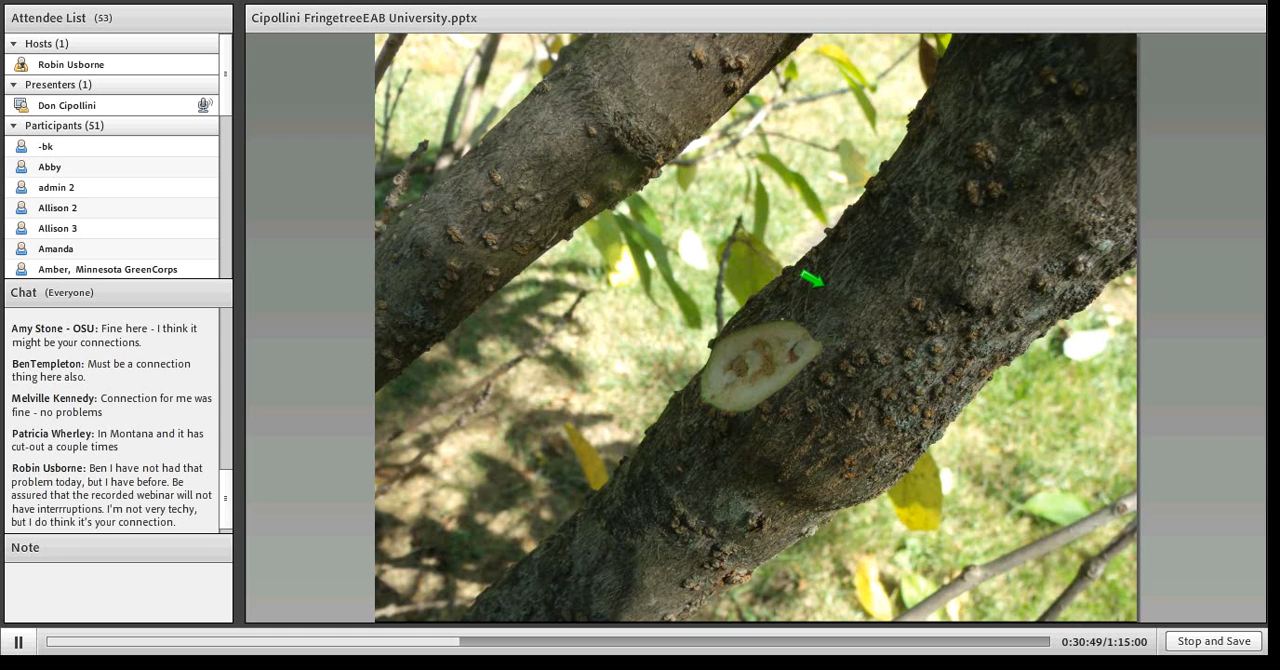 Attendee List (53)
Hosts (1)
Robin Usborne
Presenters (1)
Don Cipollini
Participants (51)
-bk
Abby
admin 2
Allison 2
Allison 3
Amanda
Amber, Minnesota GreenCorps
Chat (Everyone)
Amy Stone - OSU: Fine here - I think it
might be your connections.
BenTempleton: Must be a connection
thing here also.
Melville Kennedy: Connection for me was
fine - no problems
Patricia Wherley: In Montana and it has
cut-out a couple times
Robin Usborne: Ben I have not had that
problem today, but I have before. Be
assured that the recorded webinar will not
have interrruptions. I'm not very techy,
but I do think it's your connection.
Note
Cipollini FringetreeEAB University.pptx
0:30:49/1:15:00
Stop and Save